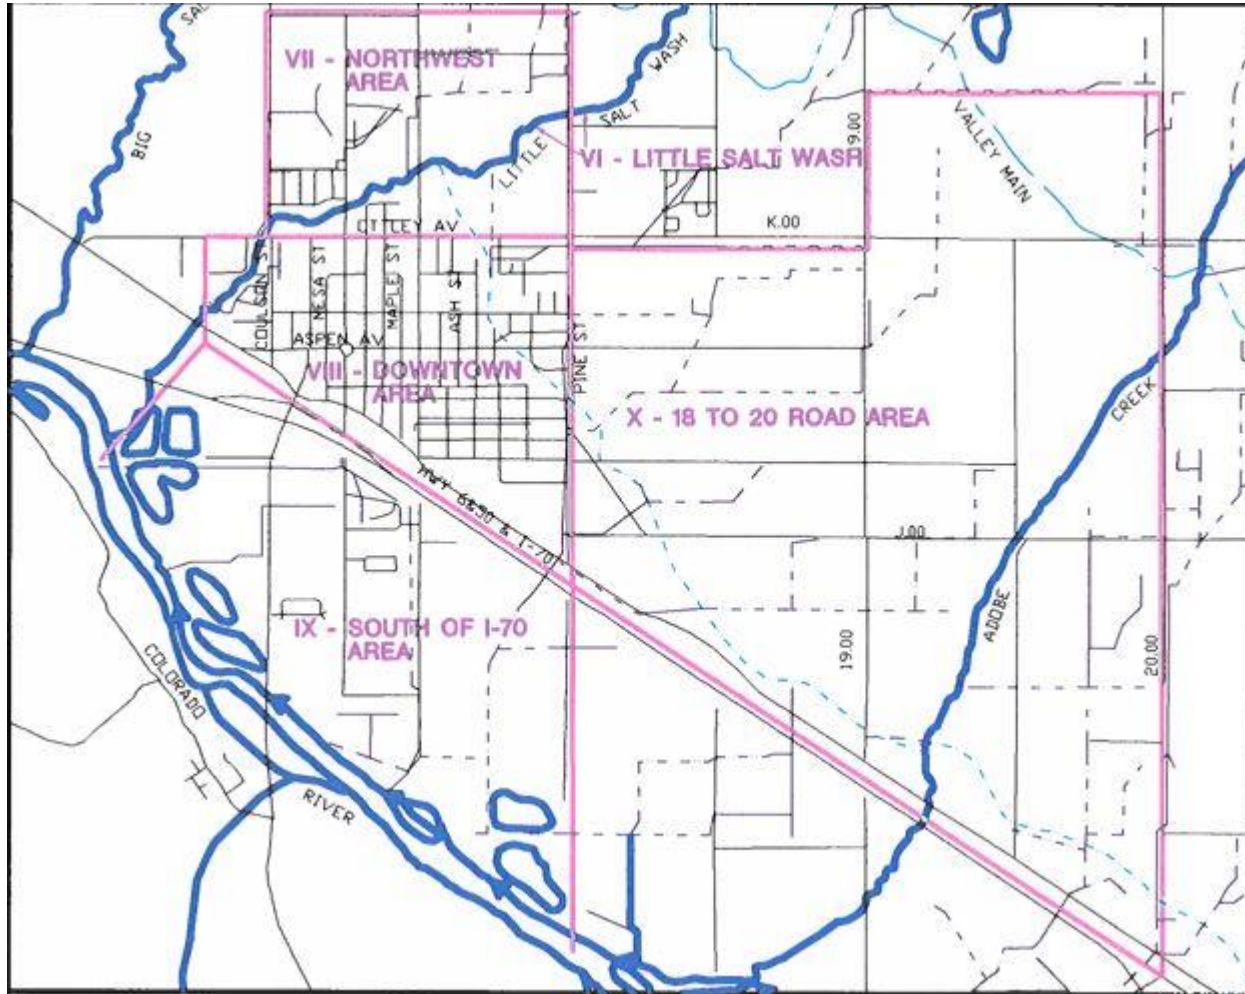 SAL
VII - NORTHWEST
AREA
WASH
SALT
BIG
LITTLE
VI - LITTLE SALT WASH
9.00
VALLEY MAIN
OTTLEY AV
K.00
COULSON ST
MESA ST
MAPLE ST
ASH ST
PINE ST
ASPEN AV
VIII - DOWNTOWN
AREA
X - 18 TO 20 ROAD AREA
CREEK
HWY 6&50 & I-70
J.00
ADOBE
IX - SOUTH OF I-70
AREA
19.00
20.00
COLORADO
RIVER